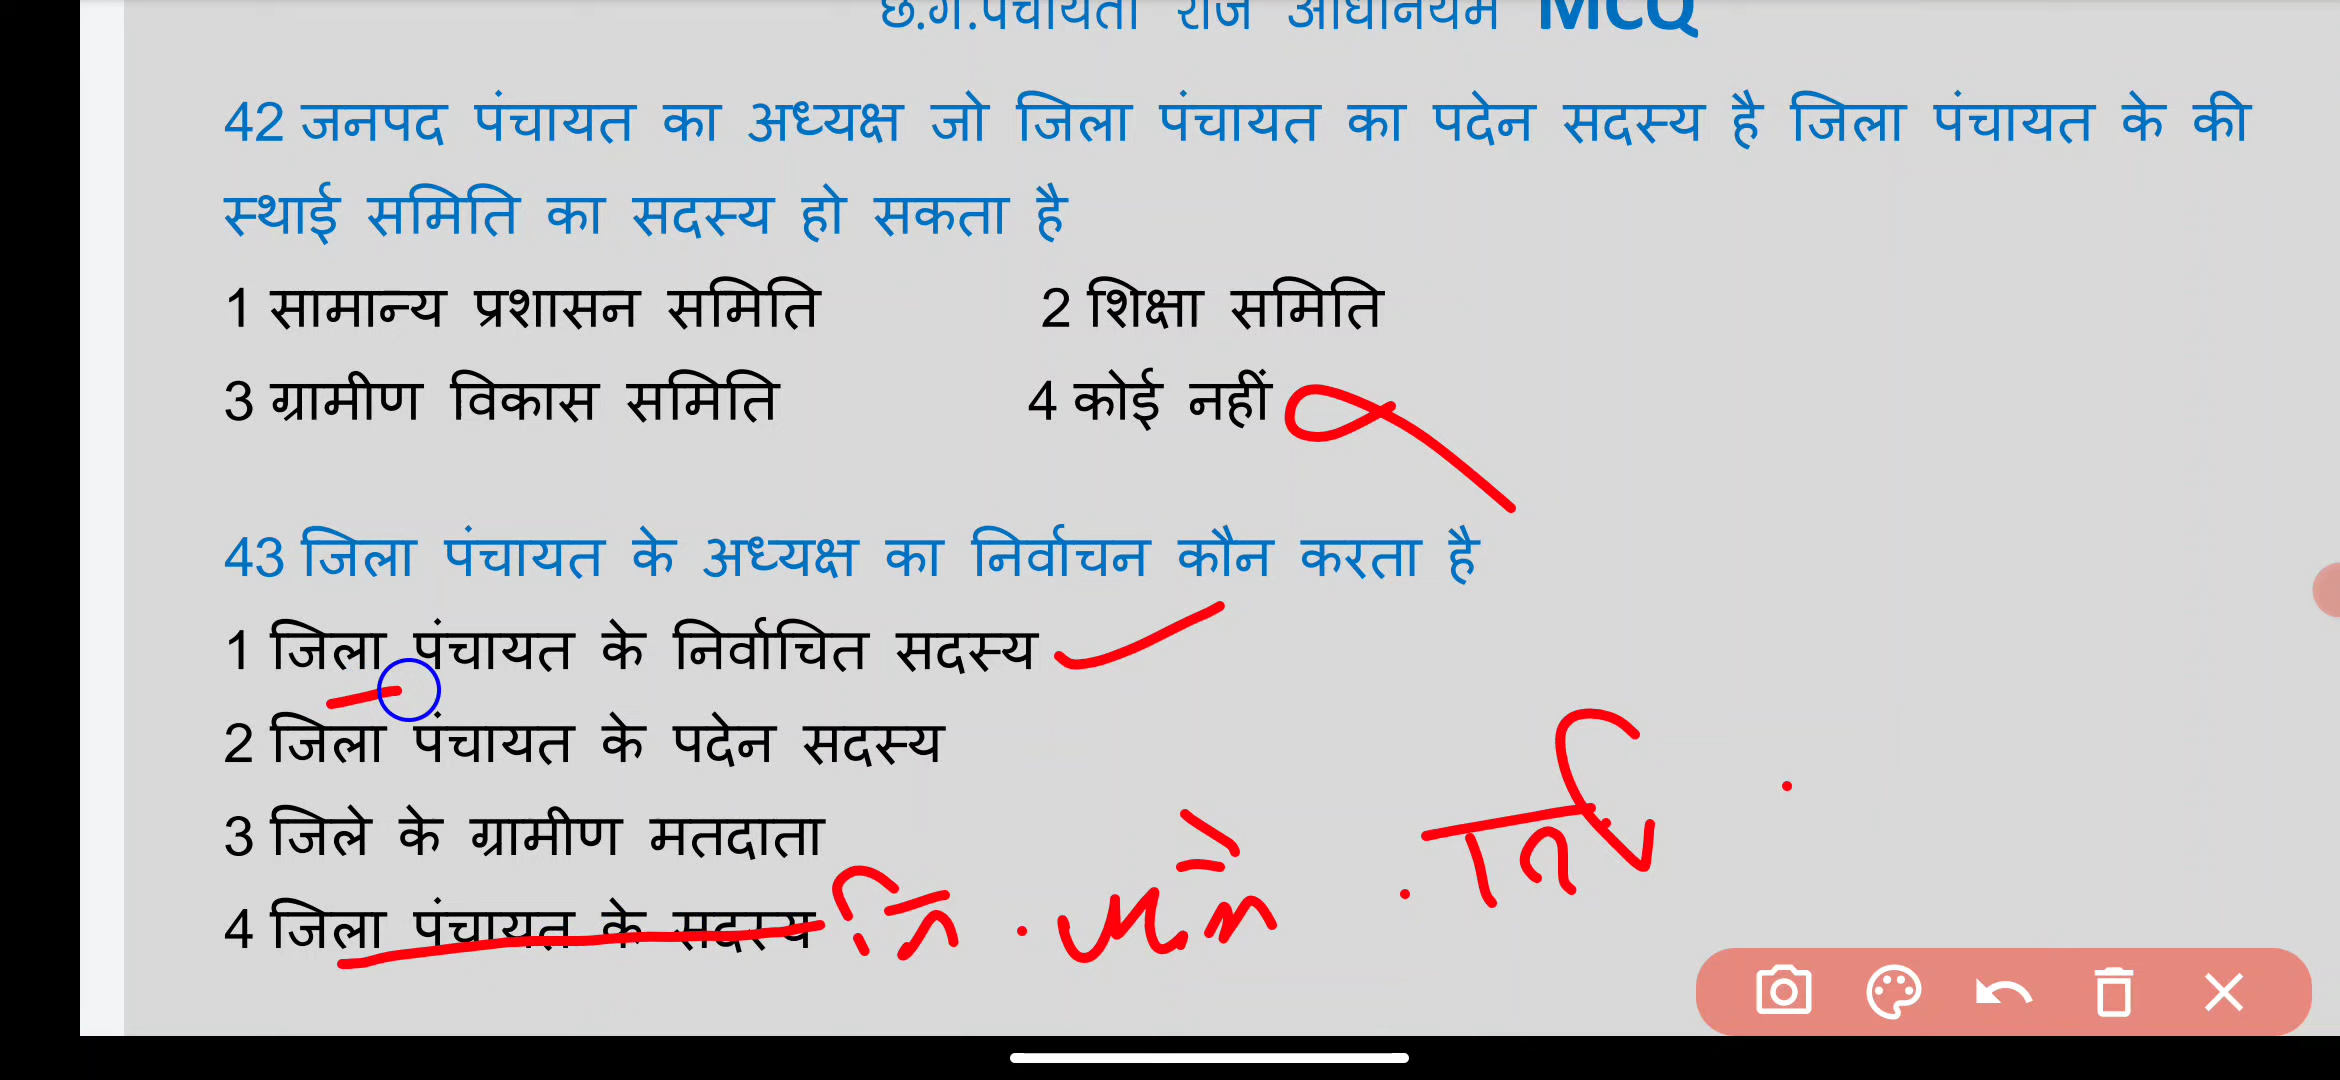 छ.ग.पंचायती राज अधिनियम MCQ
42 जनपद पंचायत का अध्यक्ष जो जिला पंचायत का पदेन सदस्य है जिला पंचायत के की
स्थाई समिति का सदस्य हो सकता है
1 सामान्य प्रशासन समिति 2 शिक्षा समिति
3 ग्रामीण विकास समिति 4 कोई नहीं
43 जिला पंचायत के अध्यक्ष का निर्वाचन कौन करता है
1 जिला पंचायत के निर्वाचित सदस्य
2 जिला पंचायत के पदेन सदस्य
3 जिले के ग्रामीण मतदाता
4 जिला पंचायत के सदस्य